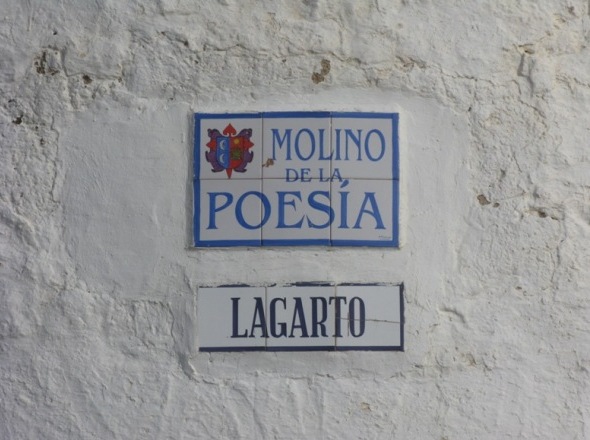 MOLINO
DE LA
POESÍA
LAGARTO